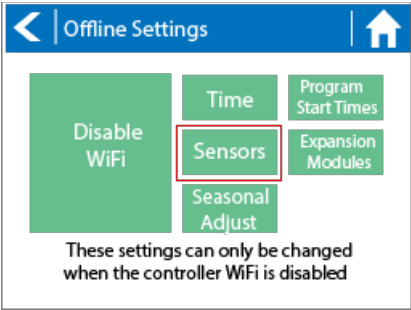 Offline Settings
Disable
WiFi
Time
Sensors
Seasonal
Adjust
Program
Start Times
Expansion
Modules
These settings can only be changed
when the controller WiFi is disabled